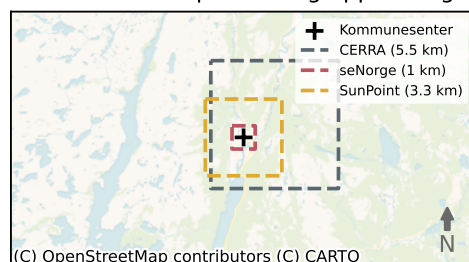 Kommunesenter
CERRA (5.5 km)
seNorge (1 km)
SunPoint (3.3 km)
N
(C) OpenStreetMap contributors (C) CARTO